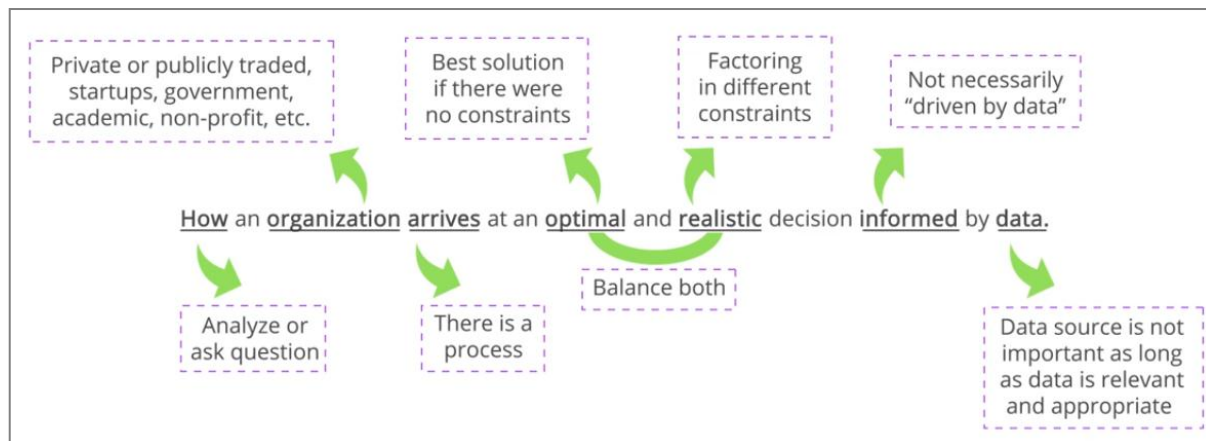 Private or publicly traded,
startups, government,
academic, non-profit, etc.
Best solution
if there were
no constraints
Factoring
in different
constraints
Not necessarily
“driven by data”
How an organization arrives at an optimal and realistic decision informed by data.
Analyze or
ask question
There is a
process
Balance both
Data source is not
important as long
as data is relevant
and appropriate